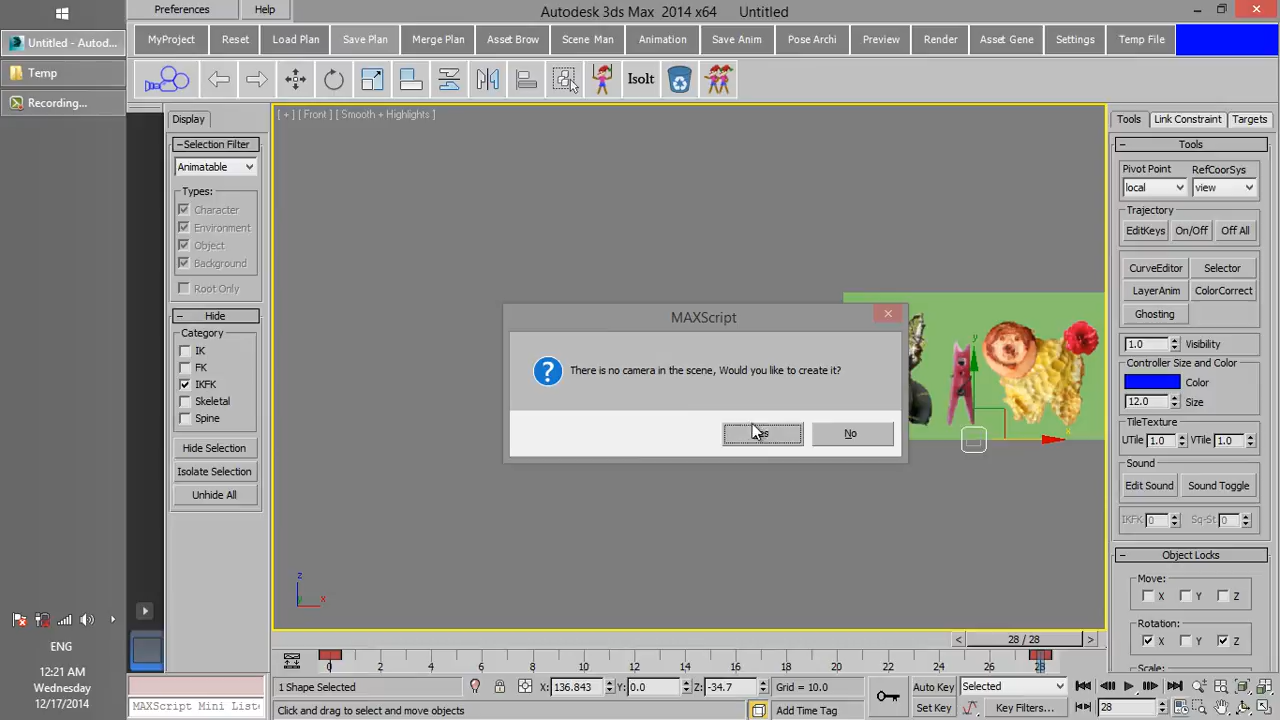 Preferences Help
Autodesk 3ds Max 2014 x64 Untitled
Untitled - Autod...
MyProject Reset Load Plan Save Plan Merge Plan Asset Brow Scene Man Animation Save Anim Pose Archi Preview Render Asset Gene Settings Temp File
Temp
Isolt
Recording...
[ + ] [ Front ] [ Smooth + Highlights ]
Display
Tools Link Constraint Targets
Selection Filter
Tools
Animatable
Pivot Point RefCoorSys
local view
Types:
Character
Environment
Object
Background
Root Only
Trajectory
EditKeys On/Off Off All
CurveEditor Selector
LayerAnim ColorCorrect
Ghosting
Hide
Category
IK
FK
IKFK
Skeletal
Spine
Hide Selection
Isolate Selection
Unhide All
MAXScript
There is no camera in the scene, Would you like to create it?
No
y
x
1.0 Visibility
Controller Size and Color
Color
12.0 Size
TileTexture
UTile 1.0 VTile 1.0
Sound
Edit Sound Sound Toggle
IKFK 0 Sq-St 0
Object Locks
Move:
X Y Z
Rotation:
X Y Z
Scale:
z
y x
28 / 28
0 2 4 6 8 10 12 14 16 18 20 22 24 26 28
ENG
12:21 AM
Wednesday
12/17/2014
1 Shape Selected X: 136.843 Y: 0.0 Z: -34.7 Grid = 10.0 Auto Key Selected
MAXScript Mini List
Click and drag to select and move objects Add Time Tag Set Key Key Filters... 28